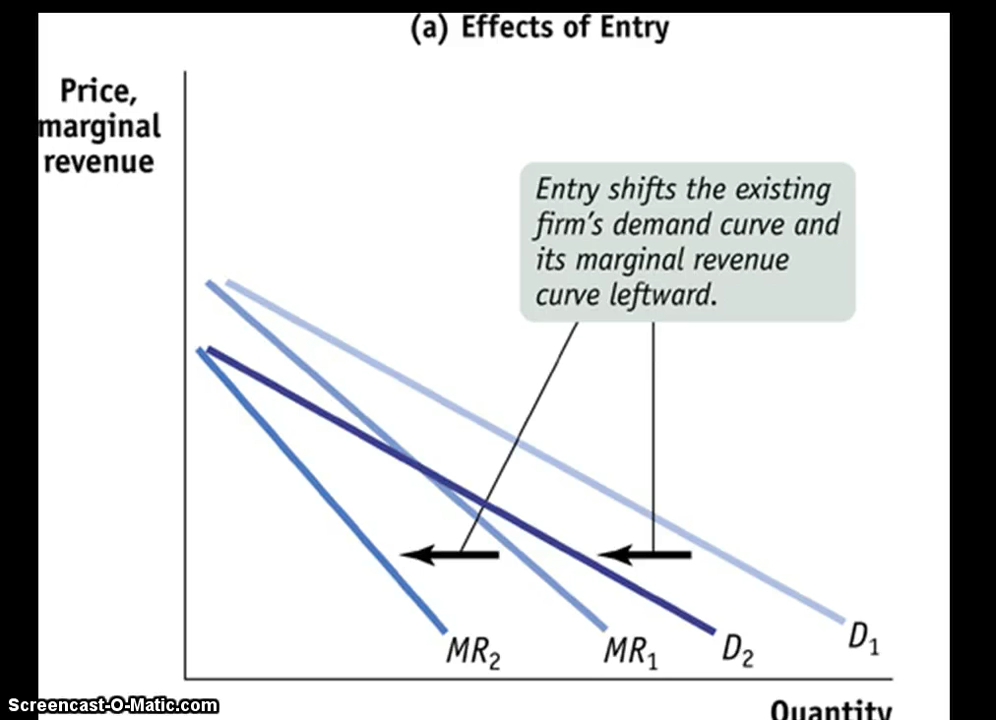 (a) Effects of Entry
Price,
marginal
revenue
Entry shifts the existing
firm's demand curve and
its marginal revenue
curve leftward.
MR₂
MR₁
D₂
D₁
Quantity
Screencast-O-Matic.com